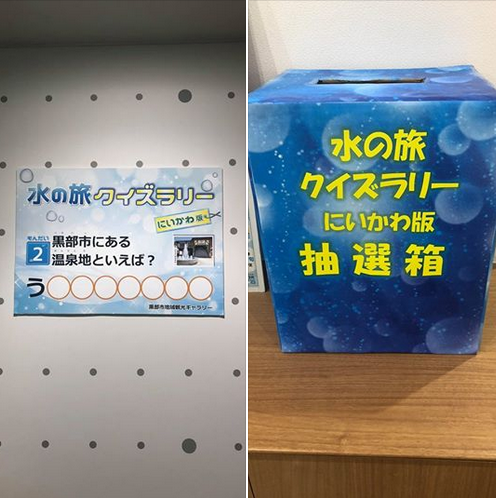 水の旅 クイズラリー
にいかわ版
もんだい
2
黒部市にある
温泉地といえば？
う○○○○○○○
黒部市地域観光ギャラリー
水の旅
クイズラリー
にいかわ版
抽選箱